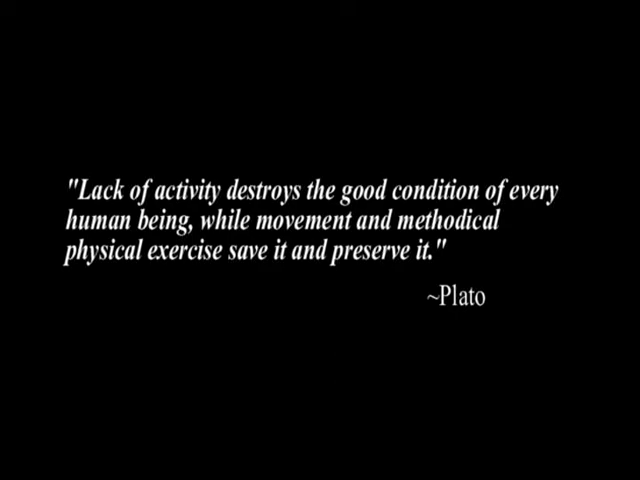 "Lack of activity destroys the good condition of every
human being, while movement and methodical
physical exercise save it and preserve it."
~Plato